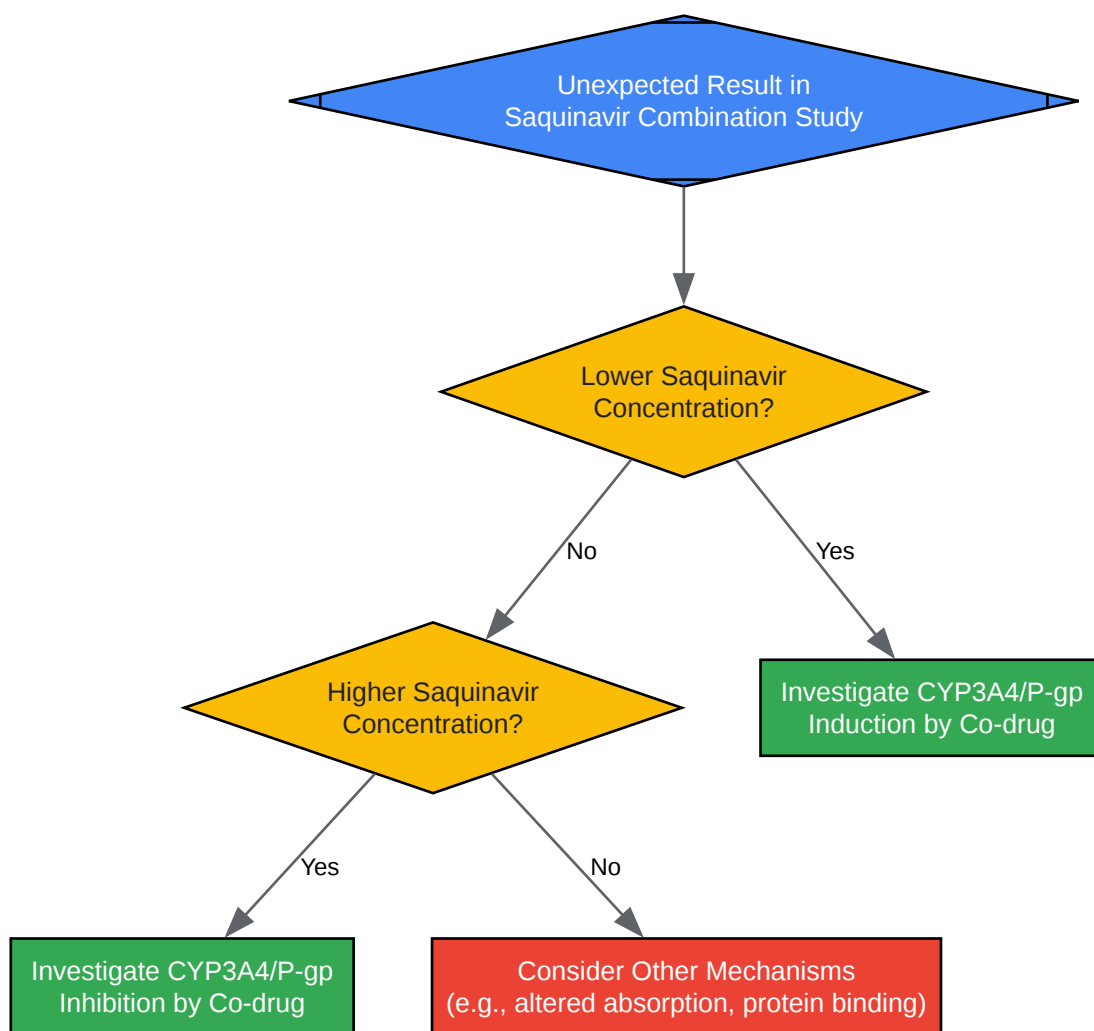 Unexpected Result in
Saquinavir Combination Study
Lower Saquinavir
Concentration?
No
Yes
Higher Saquinavir
Concentration?
Investigate CYP3A4/P-gp
Induction by Co-drug
Yes
No
Investigate CYP3A4/P-gp
Inhibition by Co-drug
Consider Other Mechanisms
(e.g., altered absorption, protein binding)